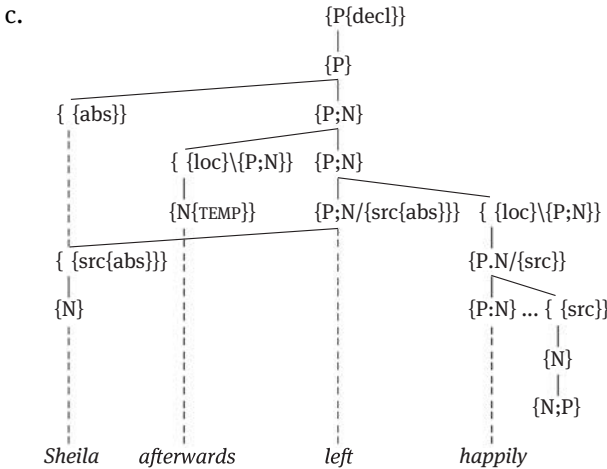 c.
{P{decl}}
{P}
{ {abs}} {P;N}
{ {loc}\{P;N}} {P;N}
{N{TEMP}} {P;N/{src{abs}}} { {loc}\{P;N}}
{ {src{abs}}} {P.N/{src}}
{N} {P:N} ... { {src}}
{N}
{N;P}
Sheila afterwards left happily